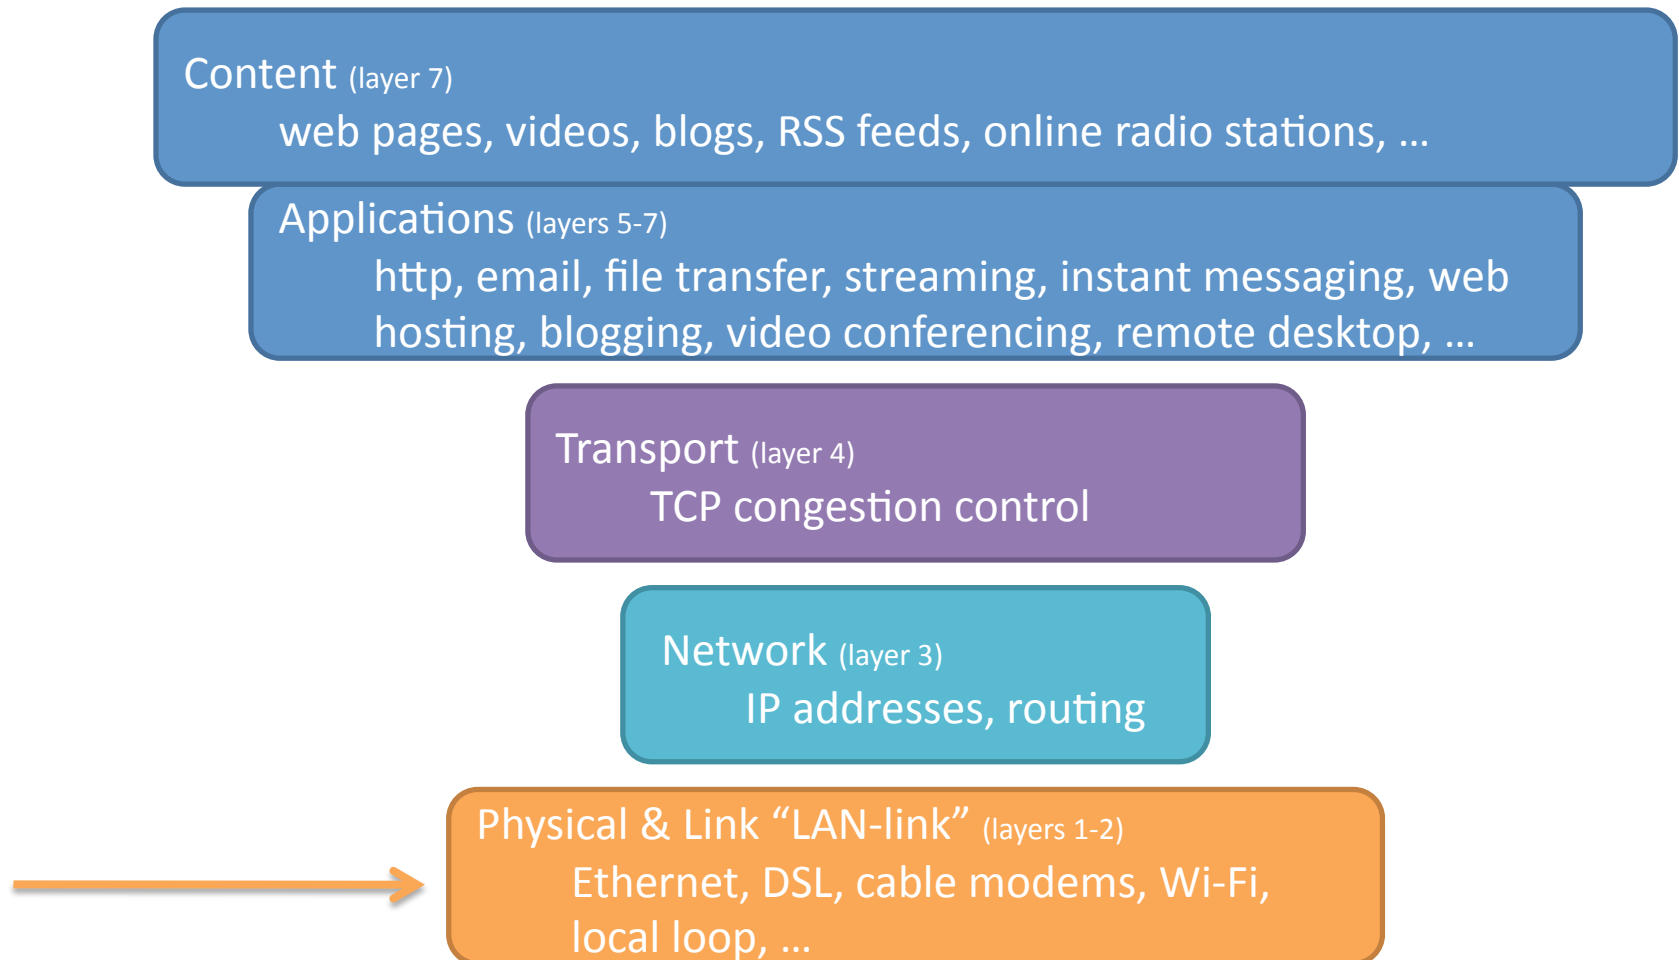 Content (layer 7)
web pages, videos, blogs, RSS feeds, online radio stations, …
Applications (layers 5-7)
http, email, file transfer, streaming, instant messaging, web
hosting, blogging, video conferencing, remote desktop, …
Transport (layer 4)
TCP congestion control
Network (layer 3)
IP addresses, routing
Physical & Link “LAN-link” (layers 1-2)
Ethernet, DSL, cable modems, Wi-Fi,
local loop, …